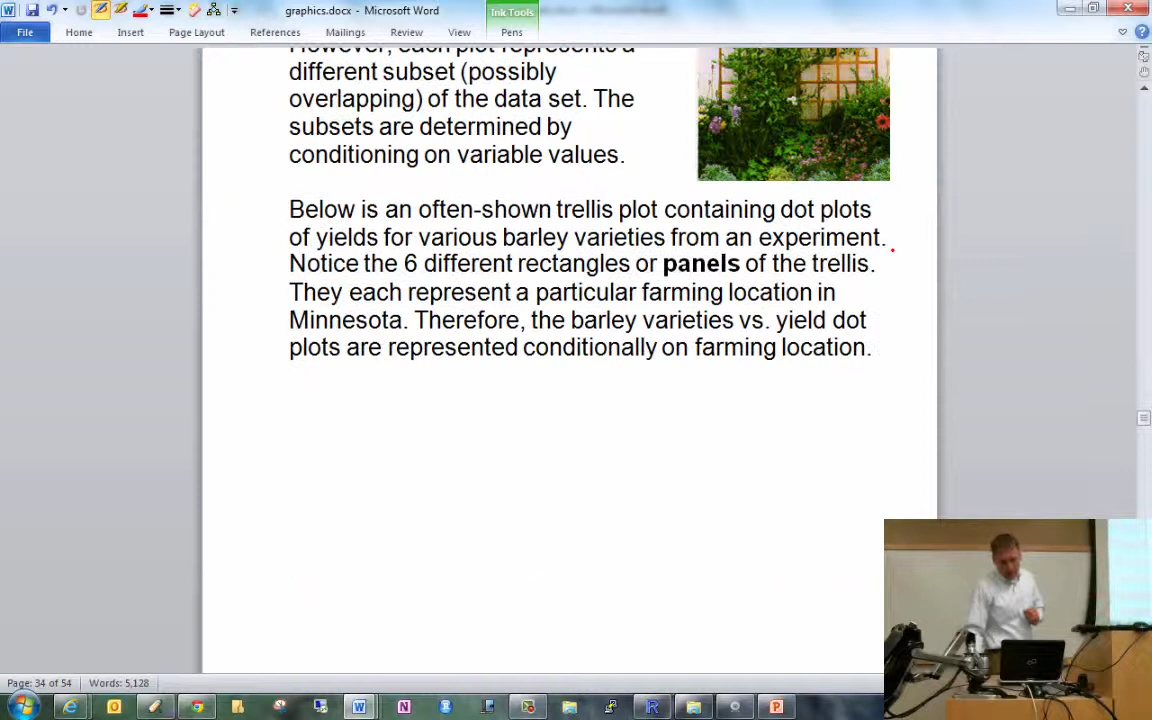 graphics.docx - Microsoft Word
Ink Tools
File
Home
Insert
Page Layout
References
Mailings
Review
View
Pens
However, each plot represents a
different subset (possibly
overlapping) of the data set. The
subsets are determined by
conditioning on variable values.
Below is an often-shown trellis plot containing dot plots
of yields for various barley varieties from an experiment.
Notice the 6 different rectangles or panels of the trellis.
They each represent a particular farming location in
Minnesota. Therefore, the barley varieties vs. yield dot
plots are represented conditionally on farming location.
Page: 34 of 54
Words: 5,128